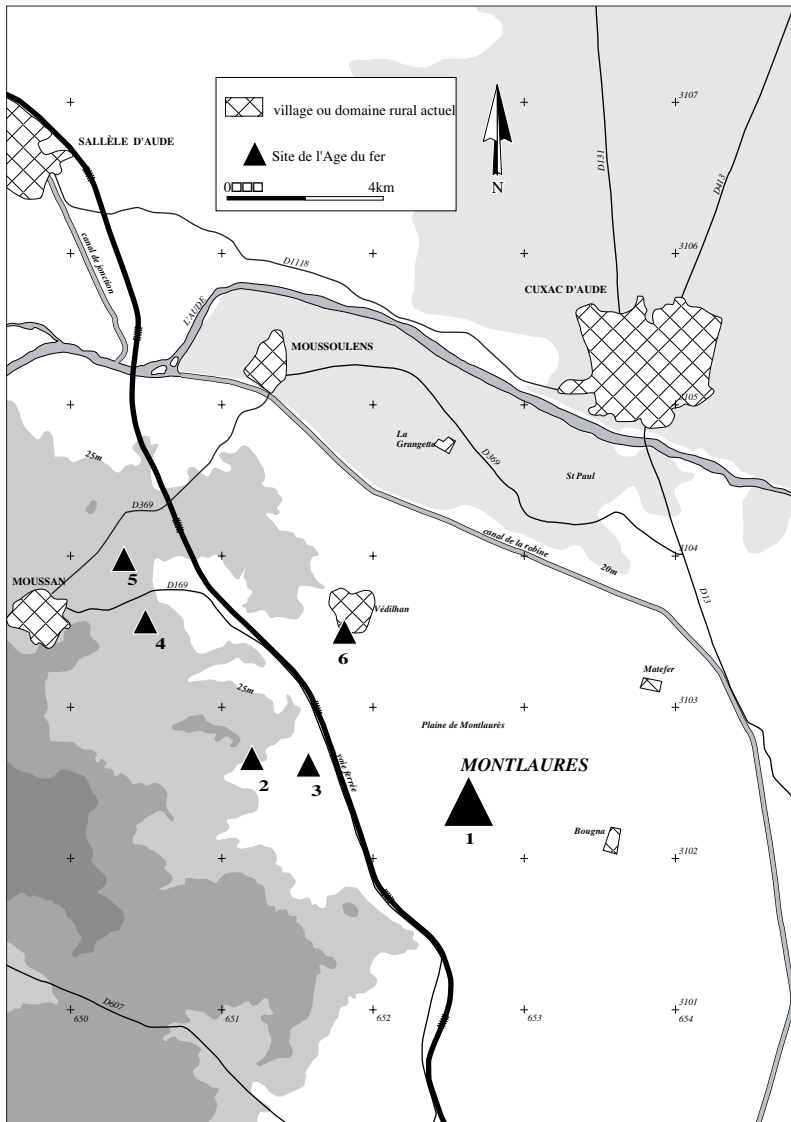 village ou domaine rural actuel
Site de l'Age du fer
0 4km
N
3107
SALLÈLE D'AUDE
D131
D413
canal de jonction
3106
D1118
CUXAC D'AUDE
L'AUDE
MOUSSOULENS
3105
La
Grangette
25m
D369
St Paul
D369
canal de la robine
3104
20m
5
MOUSSAN
D169
D13
Védilhan
4
6
Matefer
25m
3103
Plaine de Montlaurès
MONTLAURES
voie ferrée
2
3
Bougna
1
3102
D607
3101
650
651
652
653
654